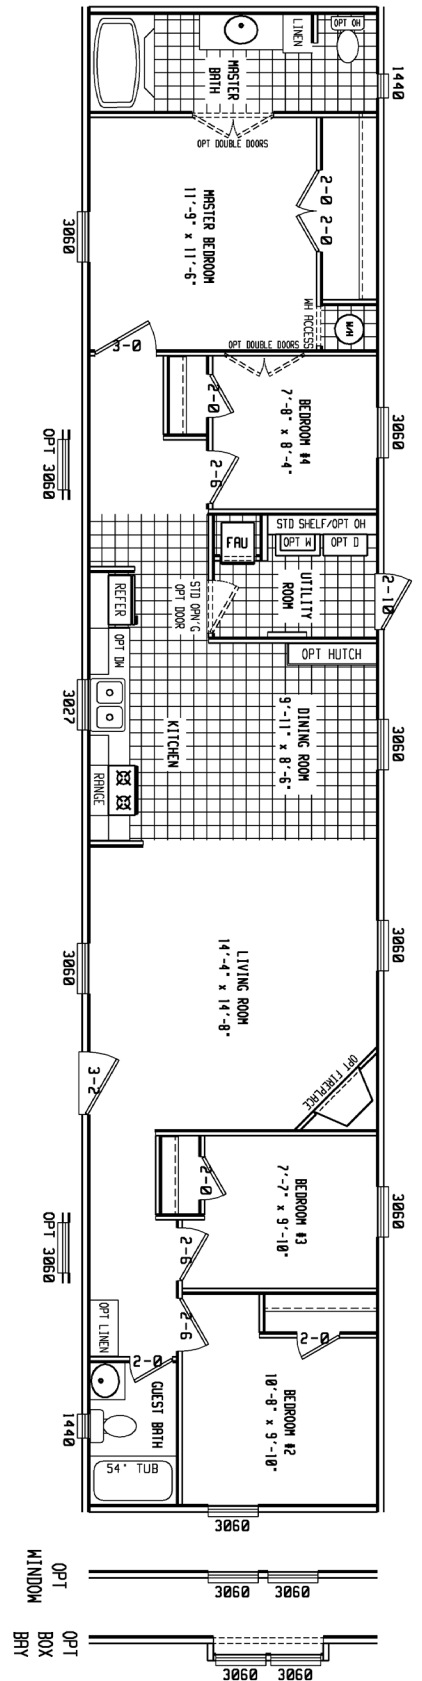 OPT OH
LINEN
1440
MASTER
BATH
OPT DOUBLE DOORS
2-0
2-0
MASTER BEDROOM
11'-9" x 11'-6"
3060
WH ACCESS
W/H
3-0
OPT DOUBLE DOORS
2-0
BEDROOM #4
7'-8" x 8'-4"
3060
OPT 3060
2-6
STD SHELF/OPT OH
FAU
OPT W
OPT D
2-10
UTILITY
ROOM
STD OPN'G
OPT DOOR
REFER
OPT DW
OPT HUTCH
3027
KITCHEN
DINING ROOM
9'-11" x 8'-6"
3060
RANGE
LIVING ROOM
14'-4" x 14'-8"
3060
3060
3-2
OPT FIREPLACE
2-0
BEDROOM #3
7'-7" x 9'-10"
3060
OPT 3060
2-6
2-6
OPT LINEN
2-0
2-0
GUEST BATH
BEDROOM #2
10'-8" x 9'-10"
1440
54" TUB
3060
OPT
WINDOW
3060
3060
OPT
BOX
BAY
3060
3060